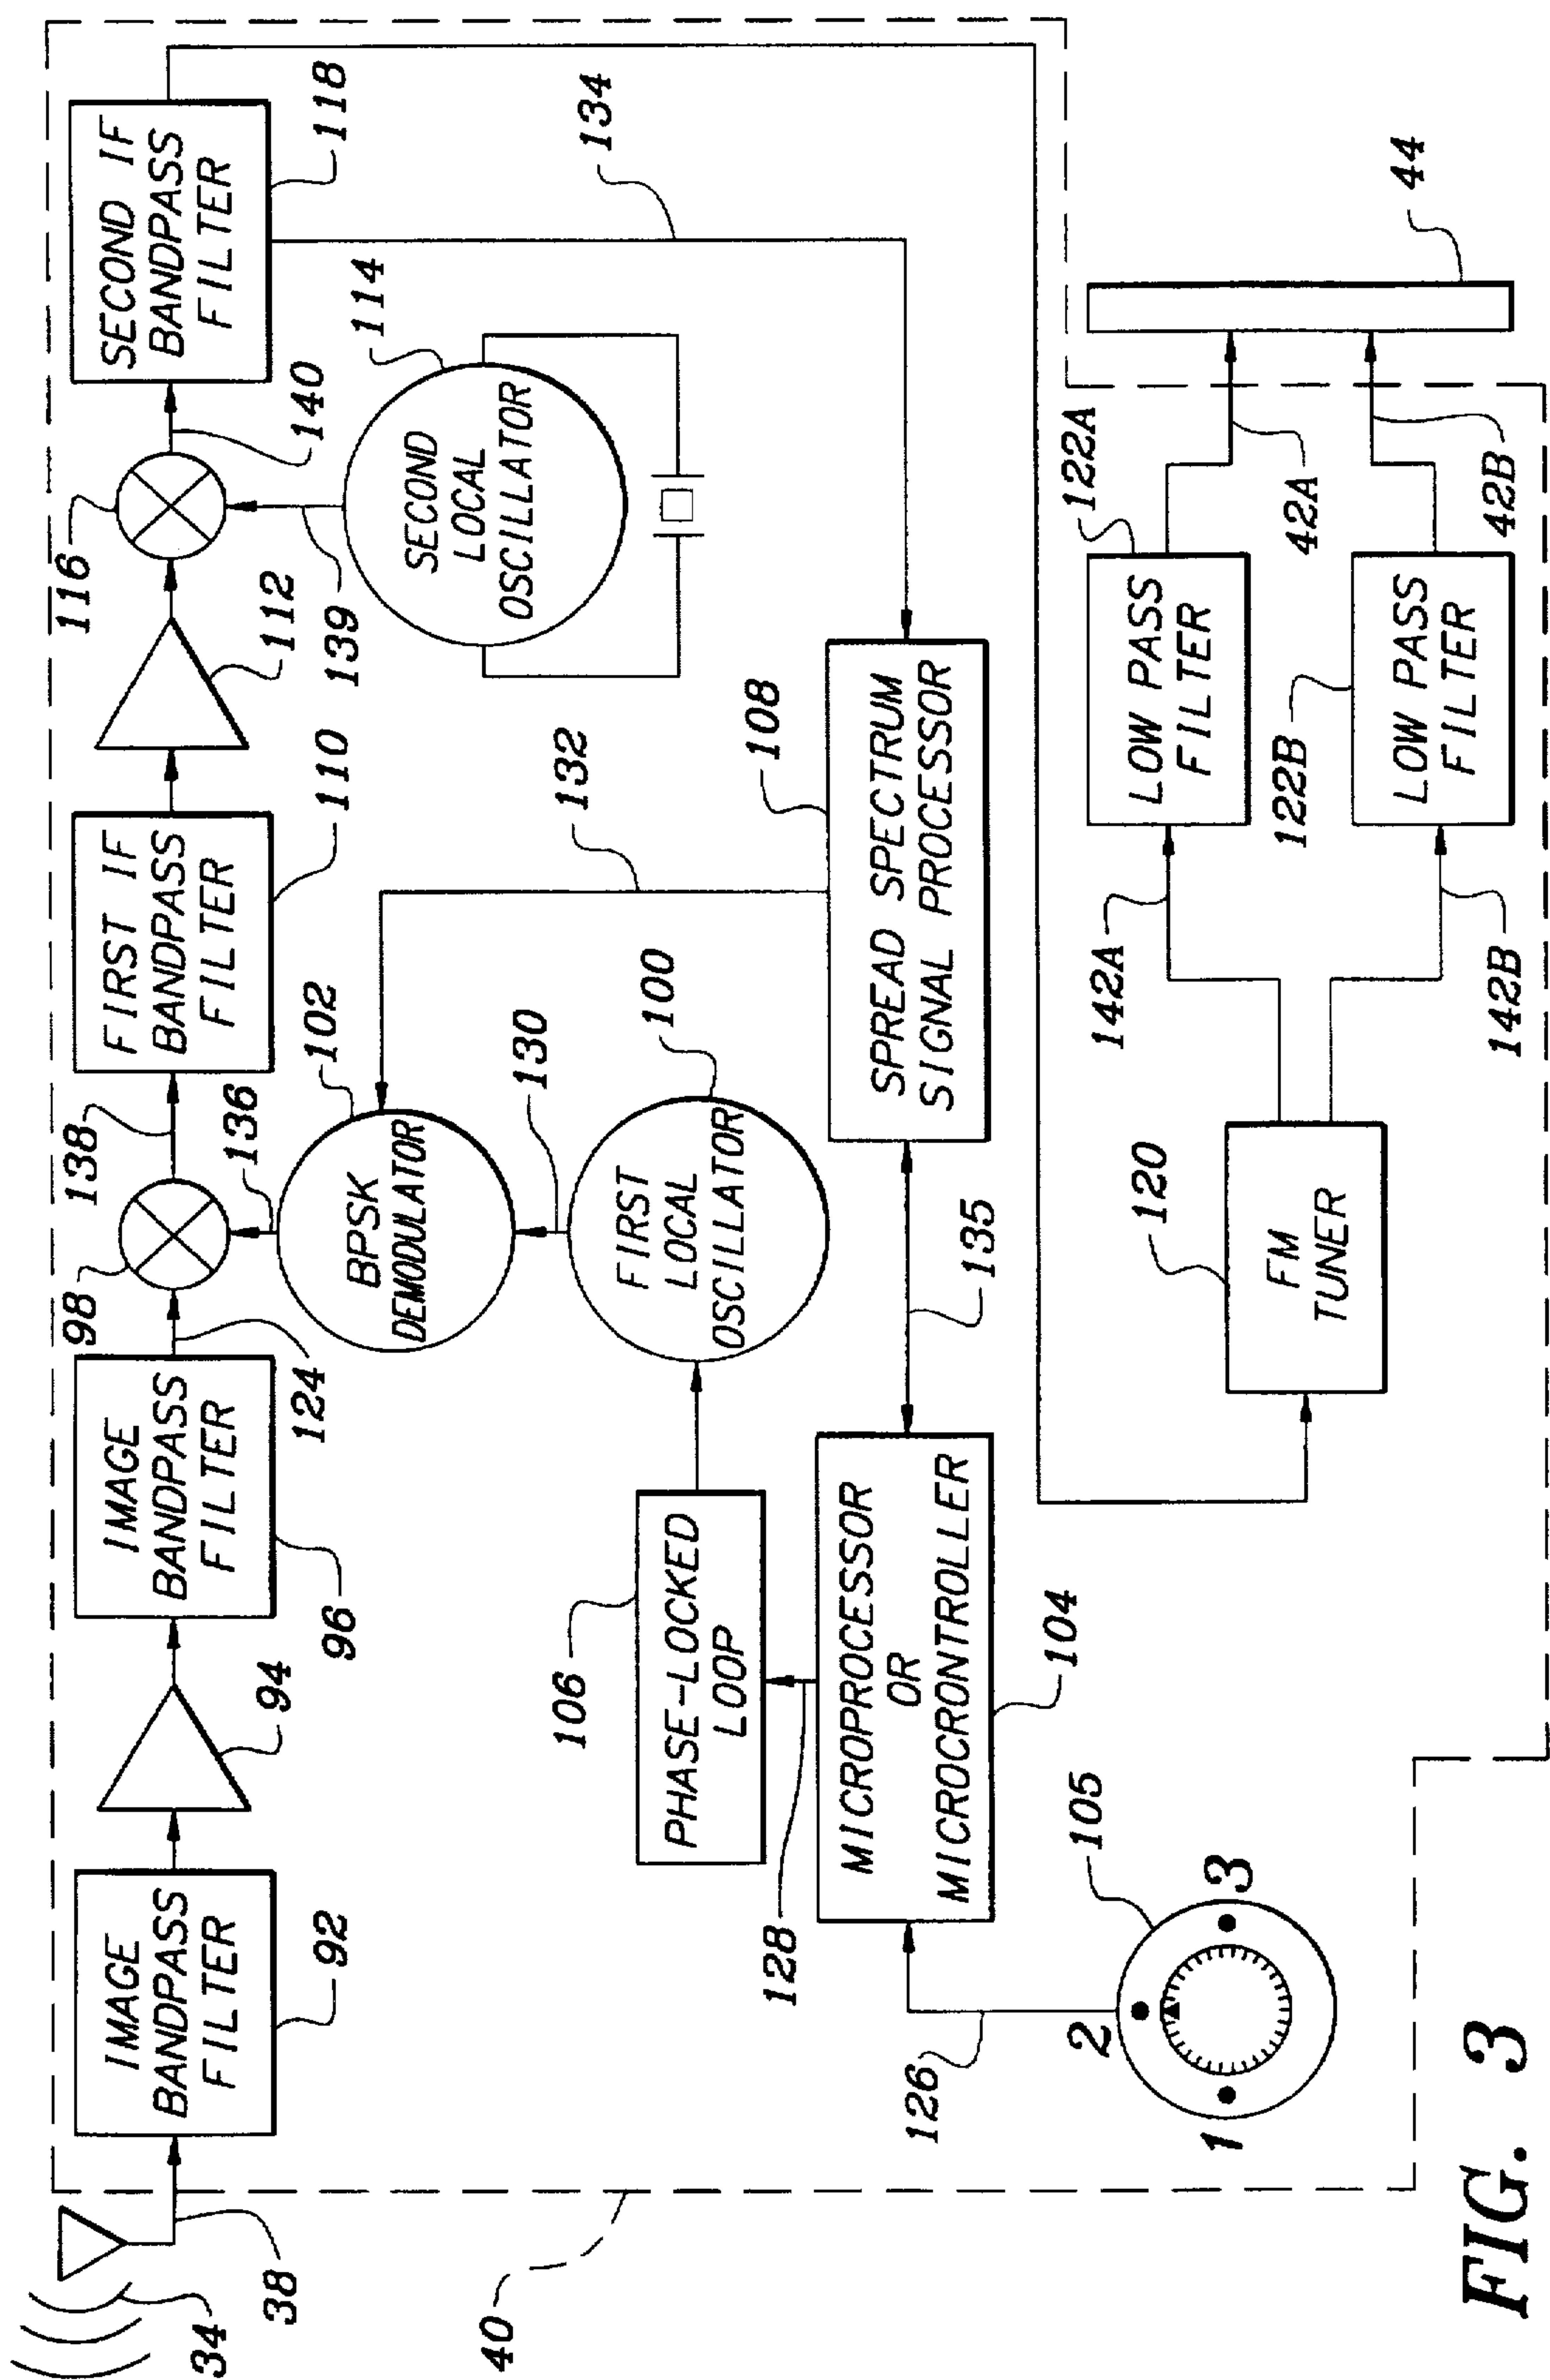 34
38
40
IMAGE
BANDPASS
FILTER
92
94
IMAGE
BANDPASS
FILTER
96
98
124
138
136
FIRST IF
BANDPASS
FILTER
110
112
116
139
140
SECOND IF
BANDPASS
FILTER
118
BPSK
DEMODULATOR
102
130
132
SECOND
LOCAL
OSCILLATOR
114
134
FIRST
LOCAL
OSCILLATOR
100
106
PHASE-LOCKED
LOOP
128
SPREAD SPECTRUM
SIGNAL PROCESSOR
108
MICROPROCESSOR
OR
MICROCRONTROLLER
104
135
126
1
2
3
105
120
FM
TUNER
142A
142B
LOW PASS
FILTER
122A
122B
LOW PASS
FILTER
42A
42B
44
FIG. 3